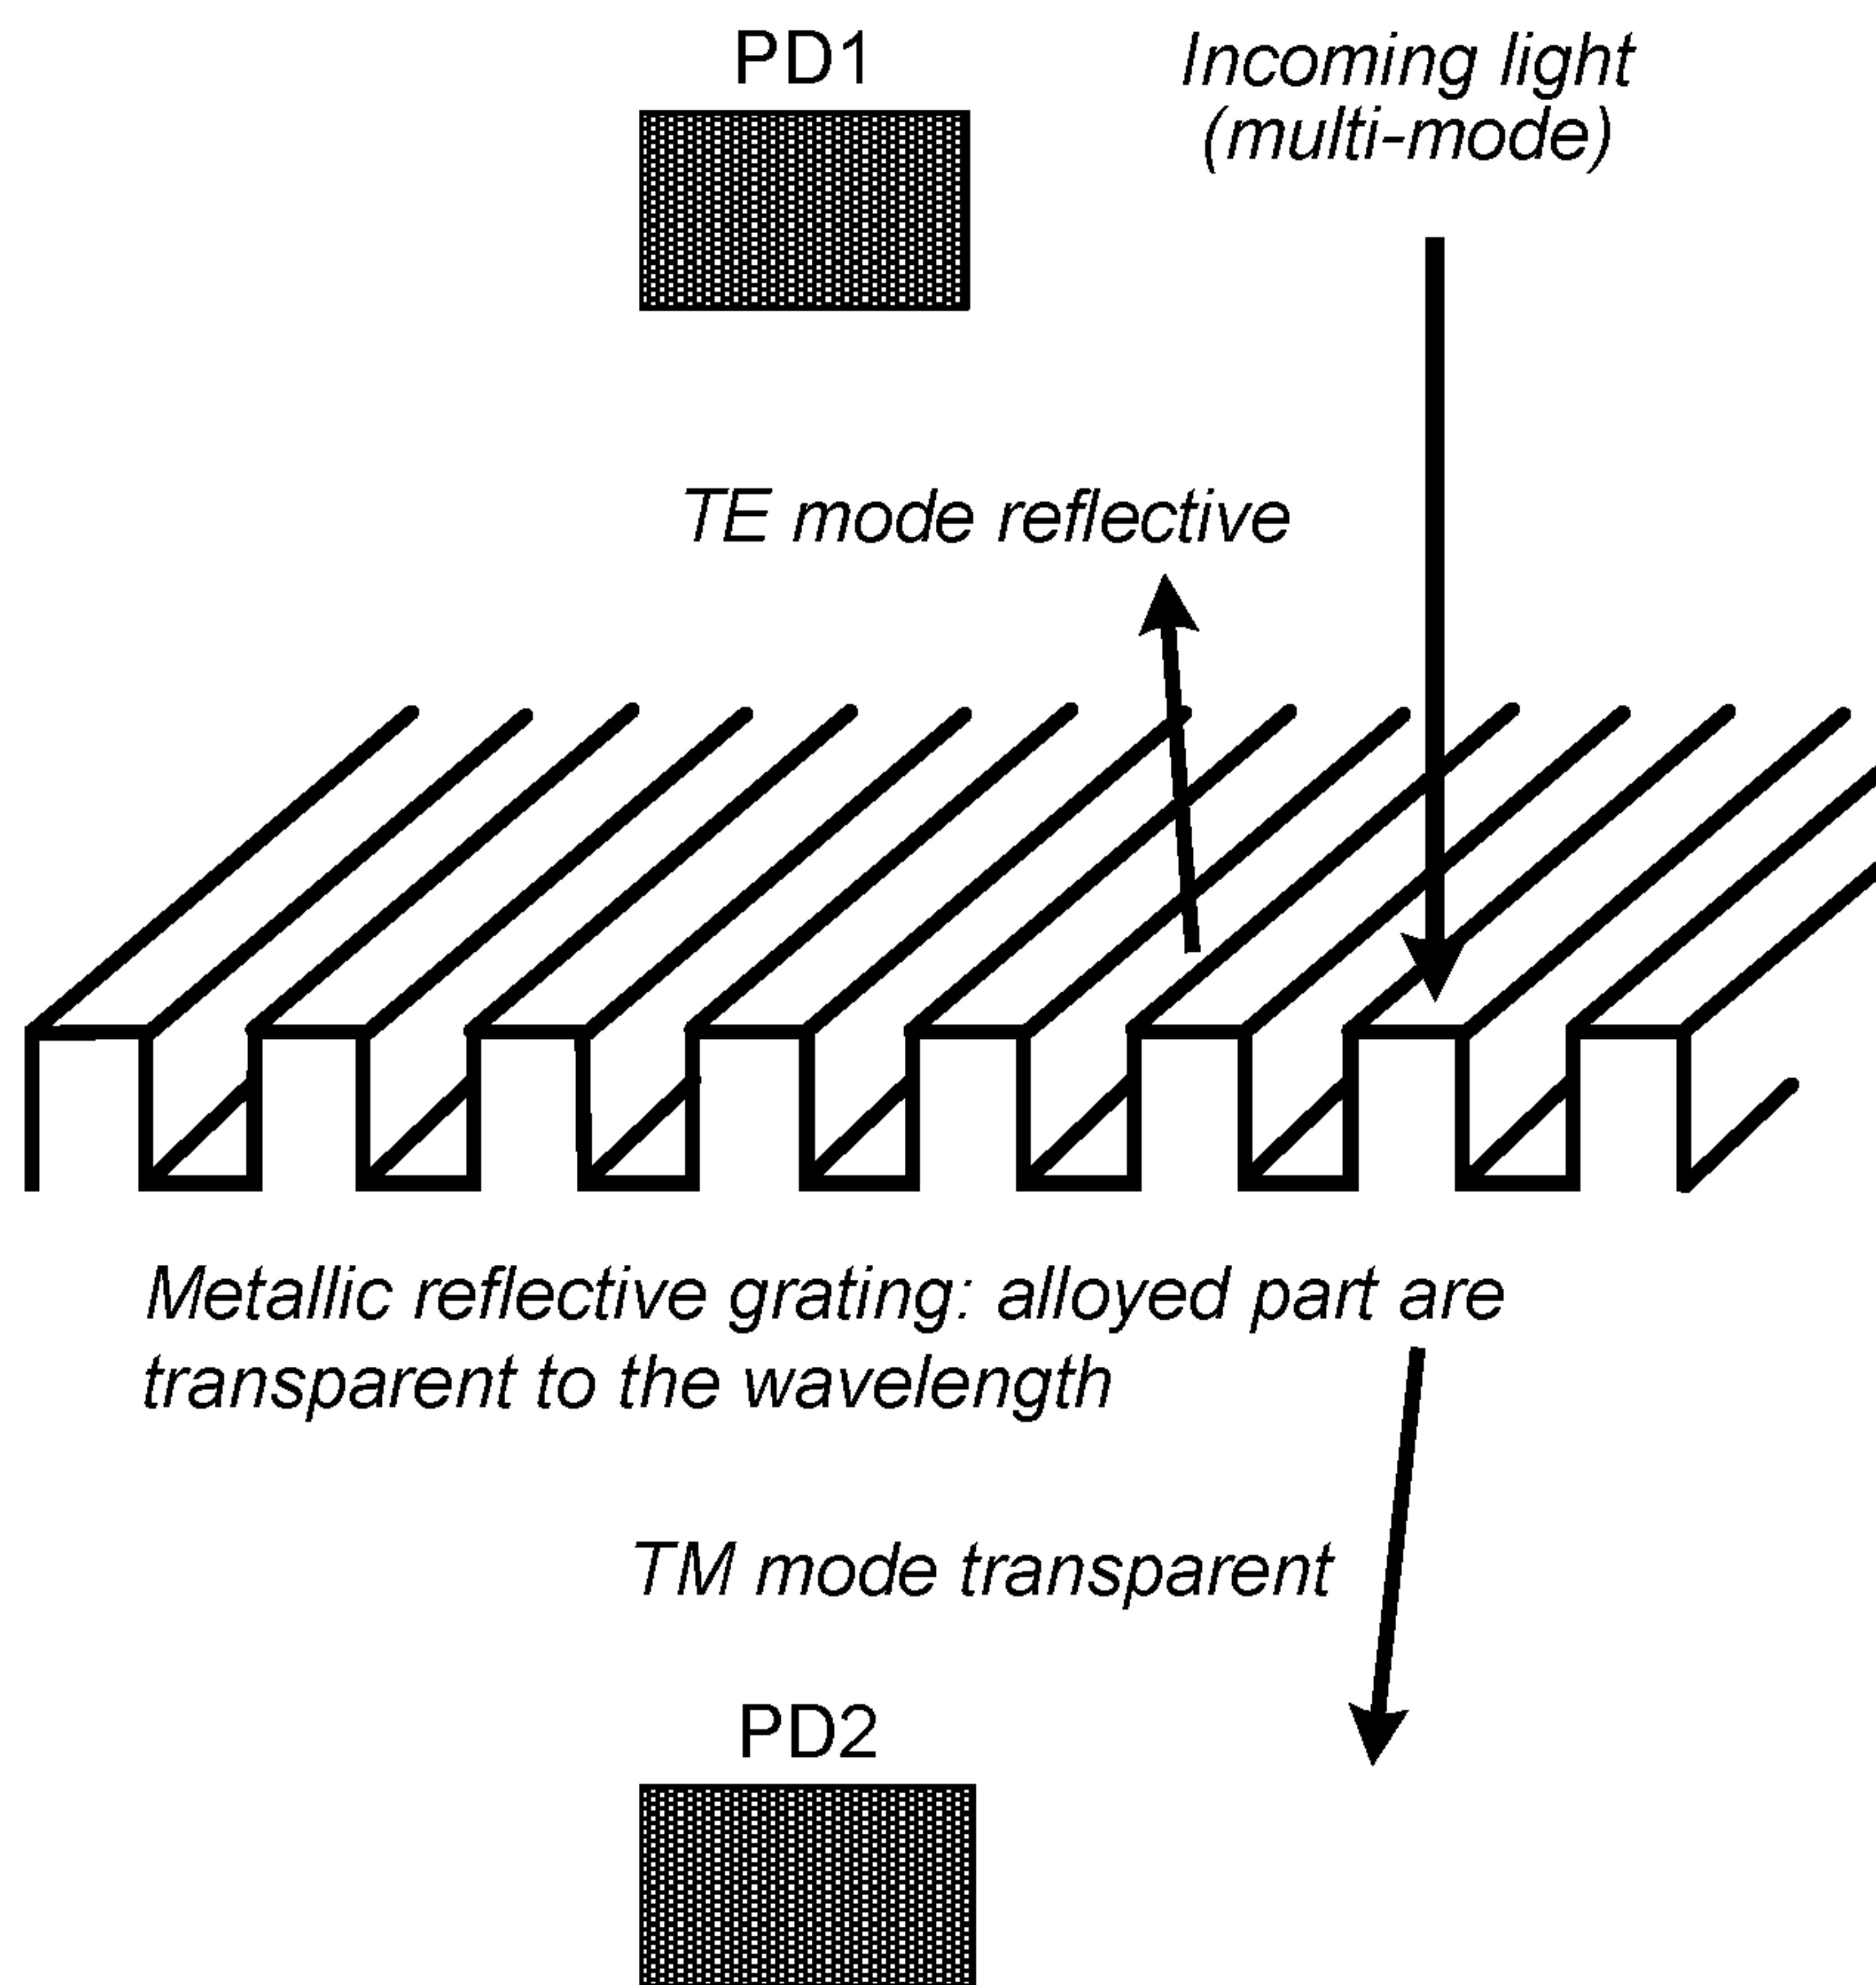 PD1
Incoming light
(multi-mode)
TE mode reflective
Metallic reflective grating: alloyed part are
transparent to the wavelength
TM mode transparent
PD2